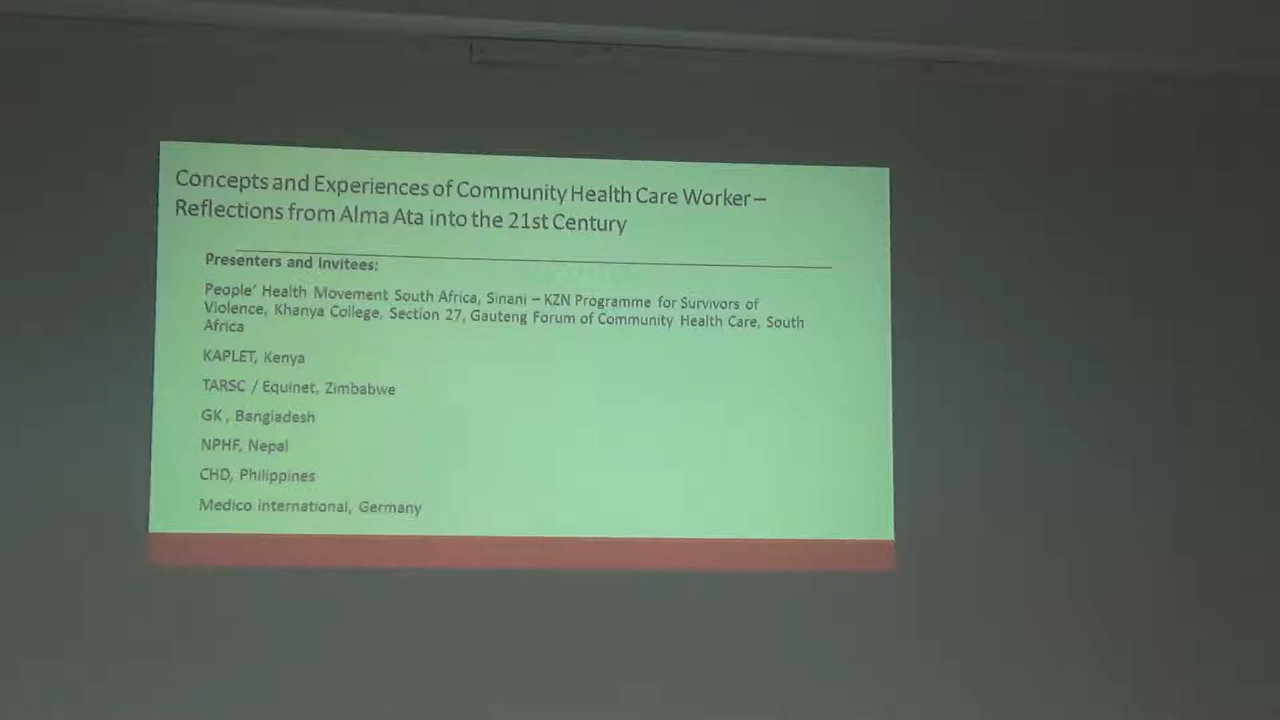 Concepts and Experiences of Community Health Care Worker –
Reflections from Alma Ata into the 21st Century
Presenters and Invitees:
People' Health Movement South Africa, Sinani – KZN Programme for Survivors of
Violence, Khanya College, Section 27, Gauteng Forum of Community Health Care, South
Africa
KAPLET, Kenya
TARSC / Equinet, Zimbabwe
GK , Bangladesh
NPHF, Nepal
CHD, Philippines
Medico international, Germany